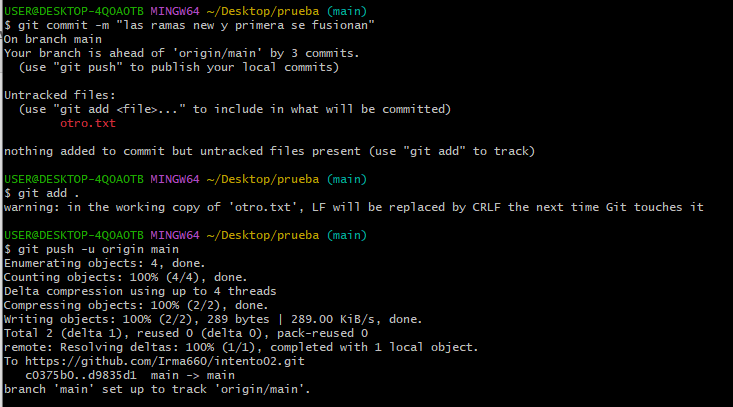 USER@DESKTOP-4QOAOTB MINGW64 ~/Desktop/prueba (main)
$ git commit -m "las ramas new y primera se fusionan"
On branch main
Your branch is ahead of 'origin/main' by 3 commits.
  (use "git push" to publish your local commits)

Untracked files:
  (use "git add <file>..." to include in what will be committed)
        otro.txt

nothing added to commit but untracked files present (use "git add" to track)

USER@DESKTOP-4QOAOTB MINGW64 ~/Desktop/prueba (main)
$ git add .
warning: in the working copy of 'otro.txt', LF will be replaced by CRLF the next time Git touches it

USER@DESKTOP-4QOAOTB MINGW64 ~/Desktop/prueba (main)
$ git push -u origin main
Enumerating objects: 4, done.
Counting objects: 100% (4/4), done.
Delta compression using up to 4 threads
Compressing objects: 100% (2/2), done.
Writing objects: 100% (2/2), 289 bytes | 289.00 KiB/s, done.
Total 2 (delta 1), reused 0 (delta 0), pack-reused 0
remote: Resolving deltas: 100% (1/1), completed with 1 local object.
To https://github.com/Irma660/intento02.git
   c0375b0..d9835d1  main -> main
branch 'main' set up to track 'origin/main'.